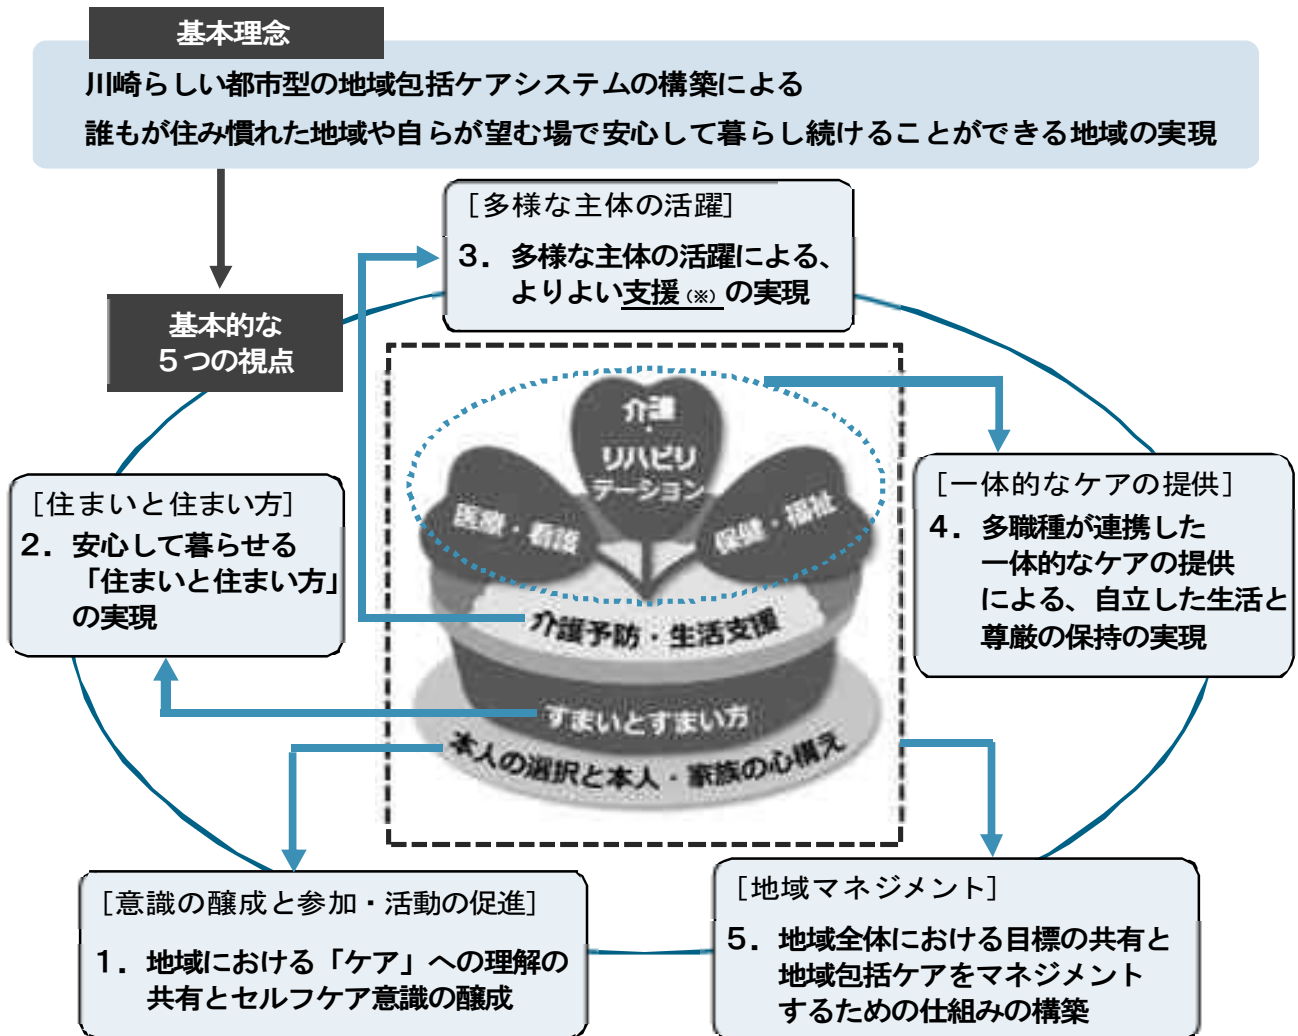 基本理念
川崎らしい都市型の地域包括ケアシステムの構築による
誰もが住み慣れた地域や自らが望む場で安心して暮らし続けることができる地域の実現
基本的な
５つの視点
［多様な主体の活躍］
３．多様な主体の活躍による、
よりよい支援（※）の実現
［住まいと住まい方］
２．安心して暮らせる
「住まいと住まい方」
の実現
介護
・
リハビリ
テーション
医療・看護
保健・福祉
介護予防・生活支援
すまいとすまい方
本人の選択と本人・家族の心構え
［一体的なケアの提供］
４．多職種が連携した
一体的なケアの提供
による、自立した生活と
尊厳の保持の実現
［意識の醸成と参加・活動の促進］
１．地域における「ケア」への理解の
共有とセルフケア意識の醸成
［地域マネジメント］
５．地域全体における目標の共有と
地域包括ケアをマネジメント
するための仕組みの構築